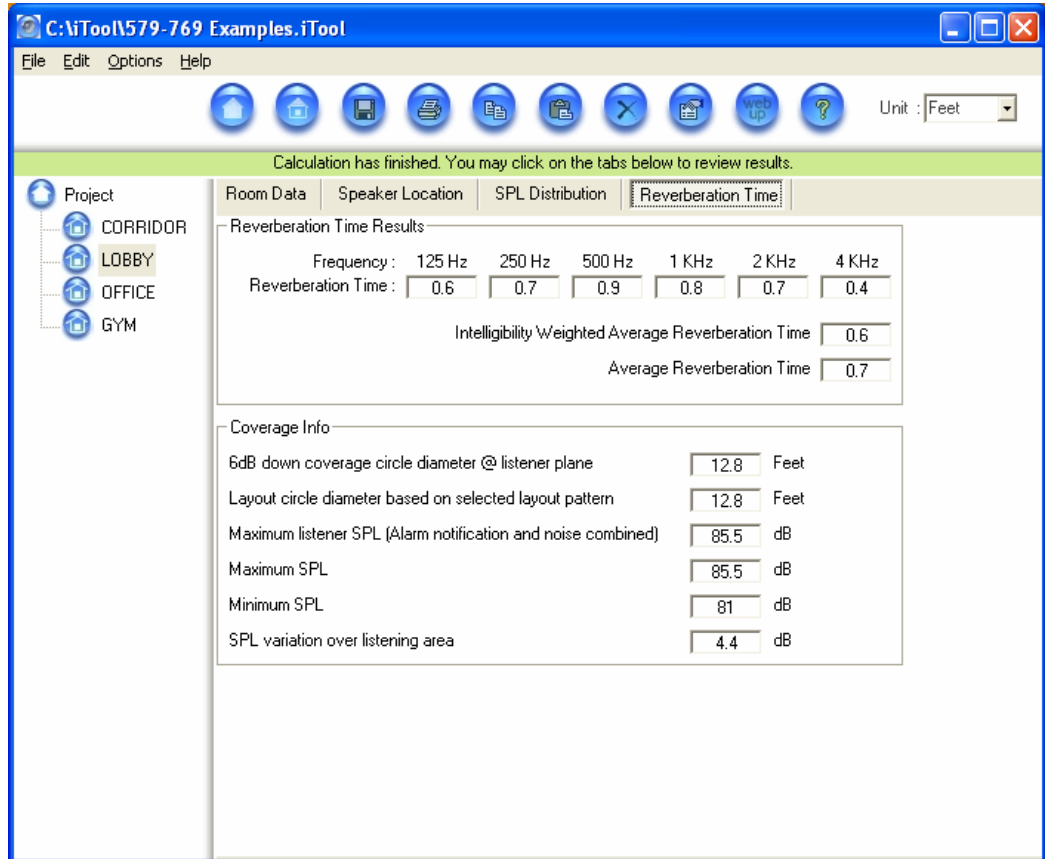 C:\iTool\579-769 Examples.iTool
File Edit Options Help
web up ? Unit : Feet
Calculation has finished. You may click on the tabs below to review results.
Project
CORRIDOR
LOBBY
OFFICE
GYM
Room Data Speaker Location SPL Distribution Reverberation Time
Reverberation Time Results
Frequency : 125 Hz 250 Hz 500 Hz 1 KHz 2 KHz 4 KHz
Reverberation Time : 0.6 0.7 0.9 0.8 0.7 0.4
Intelligibility Weighted Average Reverberation Time 0.6
Average Reverberation Time 0.7
Coverage Info
6dB down coverage circle diameter @ listener plane 12.8 Feet
Layout circle diameter based on selected layout pattern 12.8 Feet
Maximum listener SPL (Alarm notification and noise combined) 85.5 dB
Maximum SPL 85.5 dB
Minimum SPL 81 dB
SPL variation over listening area 4.4 dB